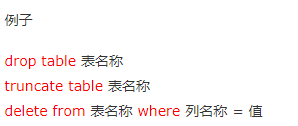 例子
drop table 表名称
truncate table 表名称
delete from 表名称 where 列名称 = 值